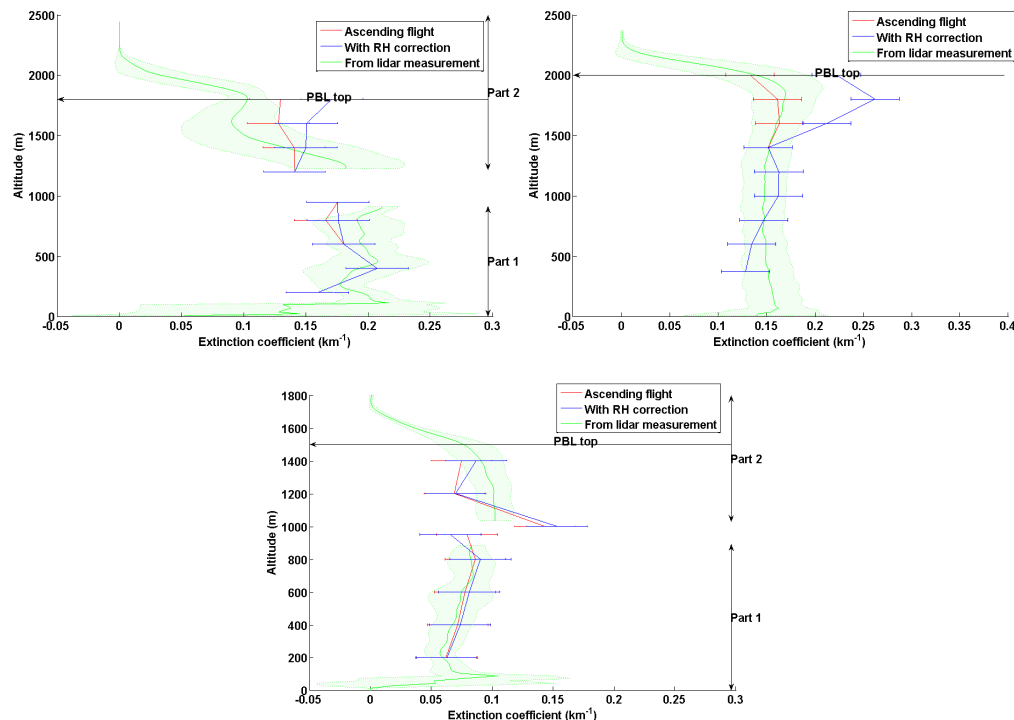 2500
2000
1500
1000
500
0
-0.05 0 0.05 0.1 0.15 0.2 0.25 0.3
Altitude (m)
Extinction coefficient (km-1)
Ascending flight
With RH correction
From lidar measurement
PBL top
Part 2
Part 1
2500
2000
1500
1000
500
0
-0.05 0 0.05 0.1 0.15 0.2 0.25 0.3 0.35 0.4
Altitude (m)
Extinction coefficient (km-1)
Ascending flight
With RH correction
From lidar measurement
PBL top
1800
1600
1400
1200
1000
800
600
400
200
0
-0.05 0 0.05 0.1 0.15 0.2 0.25 0.3
Altitude (m)
Extinction coefficient (km-1)
Ascending flight
With RH correction
From lidar measurement
PBL top
Part 2
Part 1